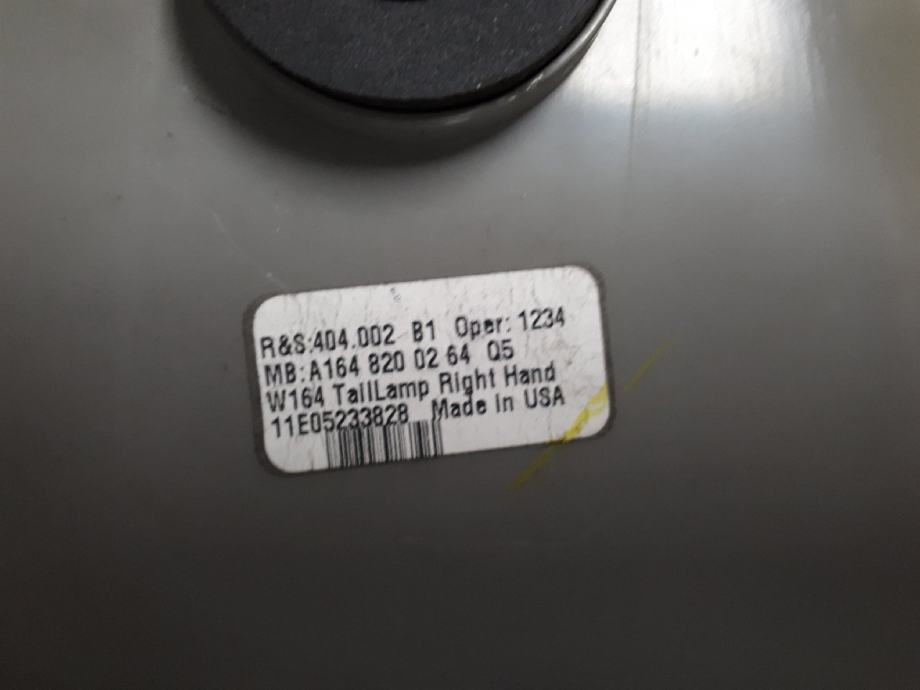 R&S:404.002 B1 Oper: 1234
MB:A164 820 02 64 Q5
W164 TailLamp Right Hand
11E05233828 Made in USA